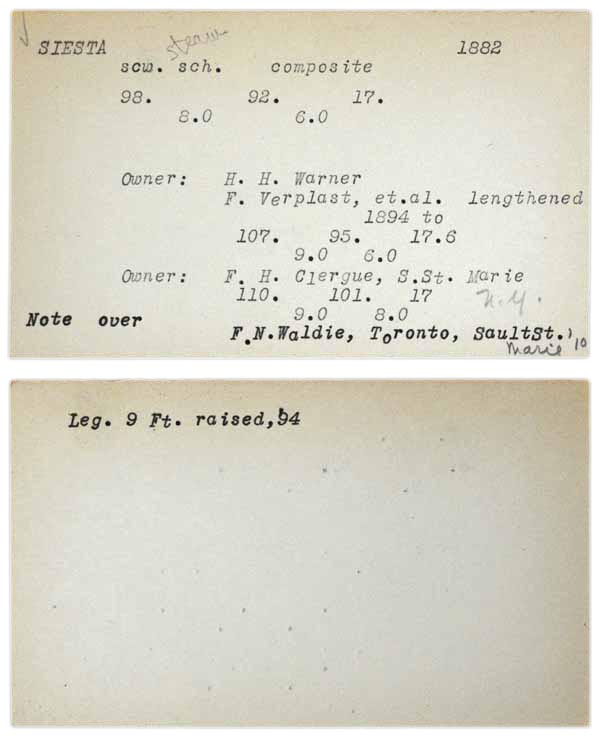 steam
SIESTA 1882
scw. sch. composite
98. 92. 17.
8.0 6.0
Owner: H. H. Warner
F. Verplast, et.al. lengthened
1894 to
107. 95. 17.6
9.0 6.0
Owner: F. H. Clergue, S.St. Marie
110. 101. 17
N.Y.
9.0 8.0
Note over
F.N.Waldie, Toronto, SaultSt.,
Marie '10
Leg. 9 Ft. raised,'94